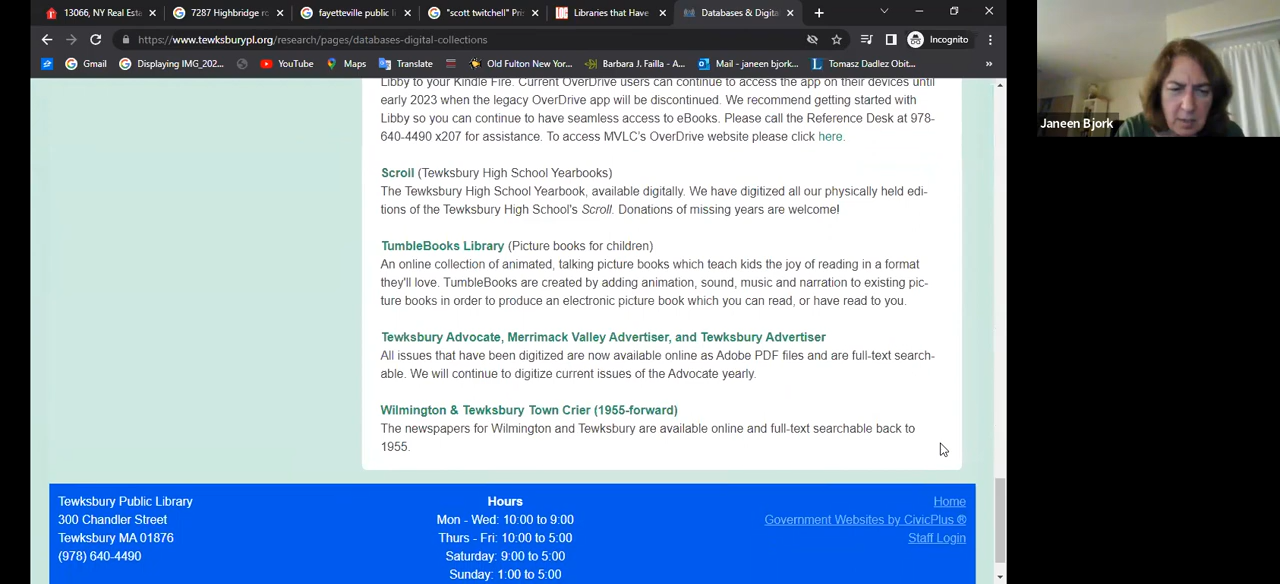 13066, NY Real Esta
7287 Highbridge ro
fayetteville public li
"scott twitchell" Pri
Libraries that Have
Databases & Digita
https://www.tewksburypl.org/research/pages/databases-digital-collections
Incognito
Gmail
Displaying IMG_202...
YouTube
Maps
Translate
Old Fulton New Yor...
Barbara J. Failla - A...
Mail - janeen bjork...
Tomasz Dadlez Obit...
»
Libby to your Kindle Fire. Current OverDrive users can continue to access the app on their devices until
early 2023 when the legacy OverDrive app will be discontinued. We recommend getting started with
Libby so you can continue to have seamless access to eBooks. Please call the Reference Desk at 978-
640-4490 x207 for assistance. To access MVLC's OverDrive website please click here.
Scroll (Tewksbury High School Yearbooks)
The Tewksbury High School Yearbook, available digitally. We have digitized all our physically held edi-
tions of the Tewksbury High School's Scroll. Donations of missing years are welcome!
TumbleBooks Library (Picture books for children)
An online collection of animated, talking picture books which teach kids the joy of reading in a format
they'll love. TumbleBooks are created by adding animation, sound, music and narration to existing pic-
ture books in order to produce an electronic picture book which you can read, or have read to you.
Tewksbury Advocate, Merrimack Valley Advertiser, and Tewksbury Advertiser
All issues that have been digitized are now available online as Adobe PDF files and are full-text search-
able. We will continue to digitize current issues of the Advocate yearly.
Wilmington & Tewksbury Town Crier (1955-forward)
The newspapers for Wilmington and Tewksbury are available online and full-text searchable back to
1955.
Tewksbury Public Library
300 Chandler Street
Tewksbury MA 01876
(978) 640-4490
Hours
Mon - Wed: 10:00 to 9:00
Thurs - Fri: 10:00 to 5:00
Saturday: 9:00 to 5:00
Sunday: 1:00 to 5:00
Home
Government Websites by CivicPlus ®
Staff Login
Janeen Bjork